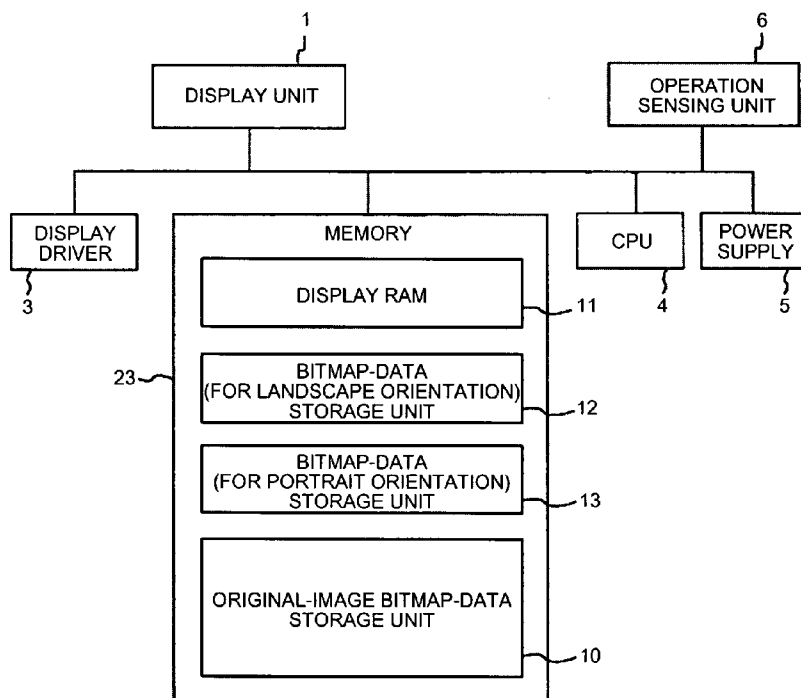 1
6
DISPLAY UNIT
OPERATION
SENSING UNIT
DISPLAY
DRIVER
3
MEMORY
CPU
4
POWER
SUPPLY
5
DISPLAY RAM
11
23
BITMAP-DATA
(FOR LANDSCAPE ORIENTATION)
STORAGE UNIT
12
BITMAP-DATA
(FOR PORTRAIT ORIENTATION)
STORAGE UNIT
13
ORIGINAL-IMAGE BITMAP-DATA
STORAGE UNIT
10